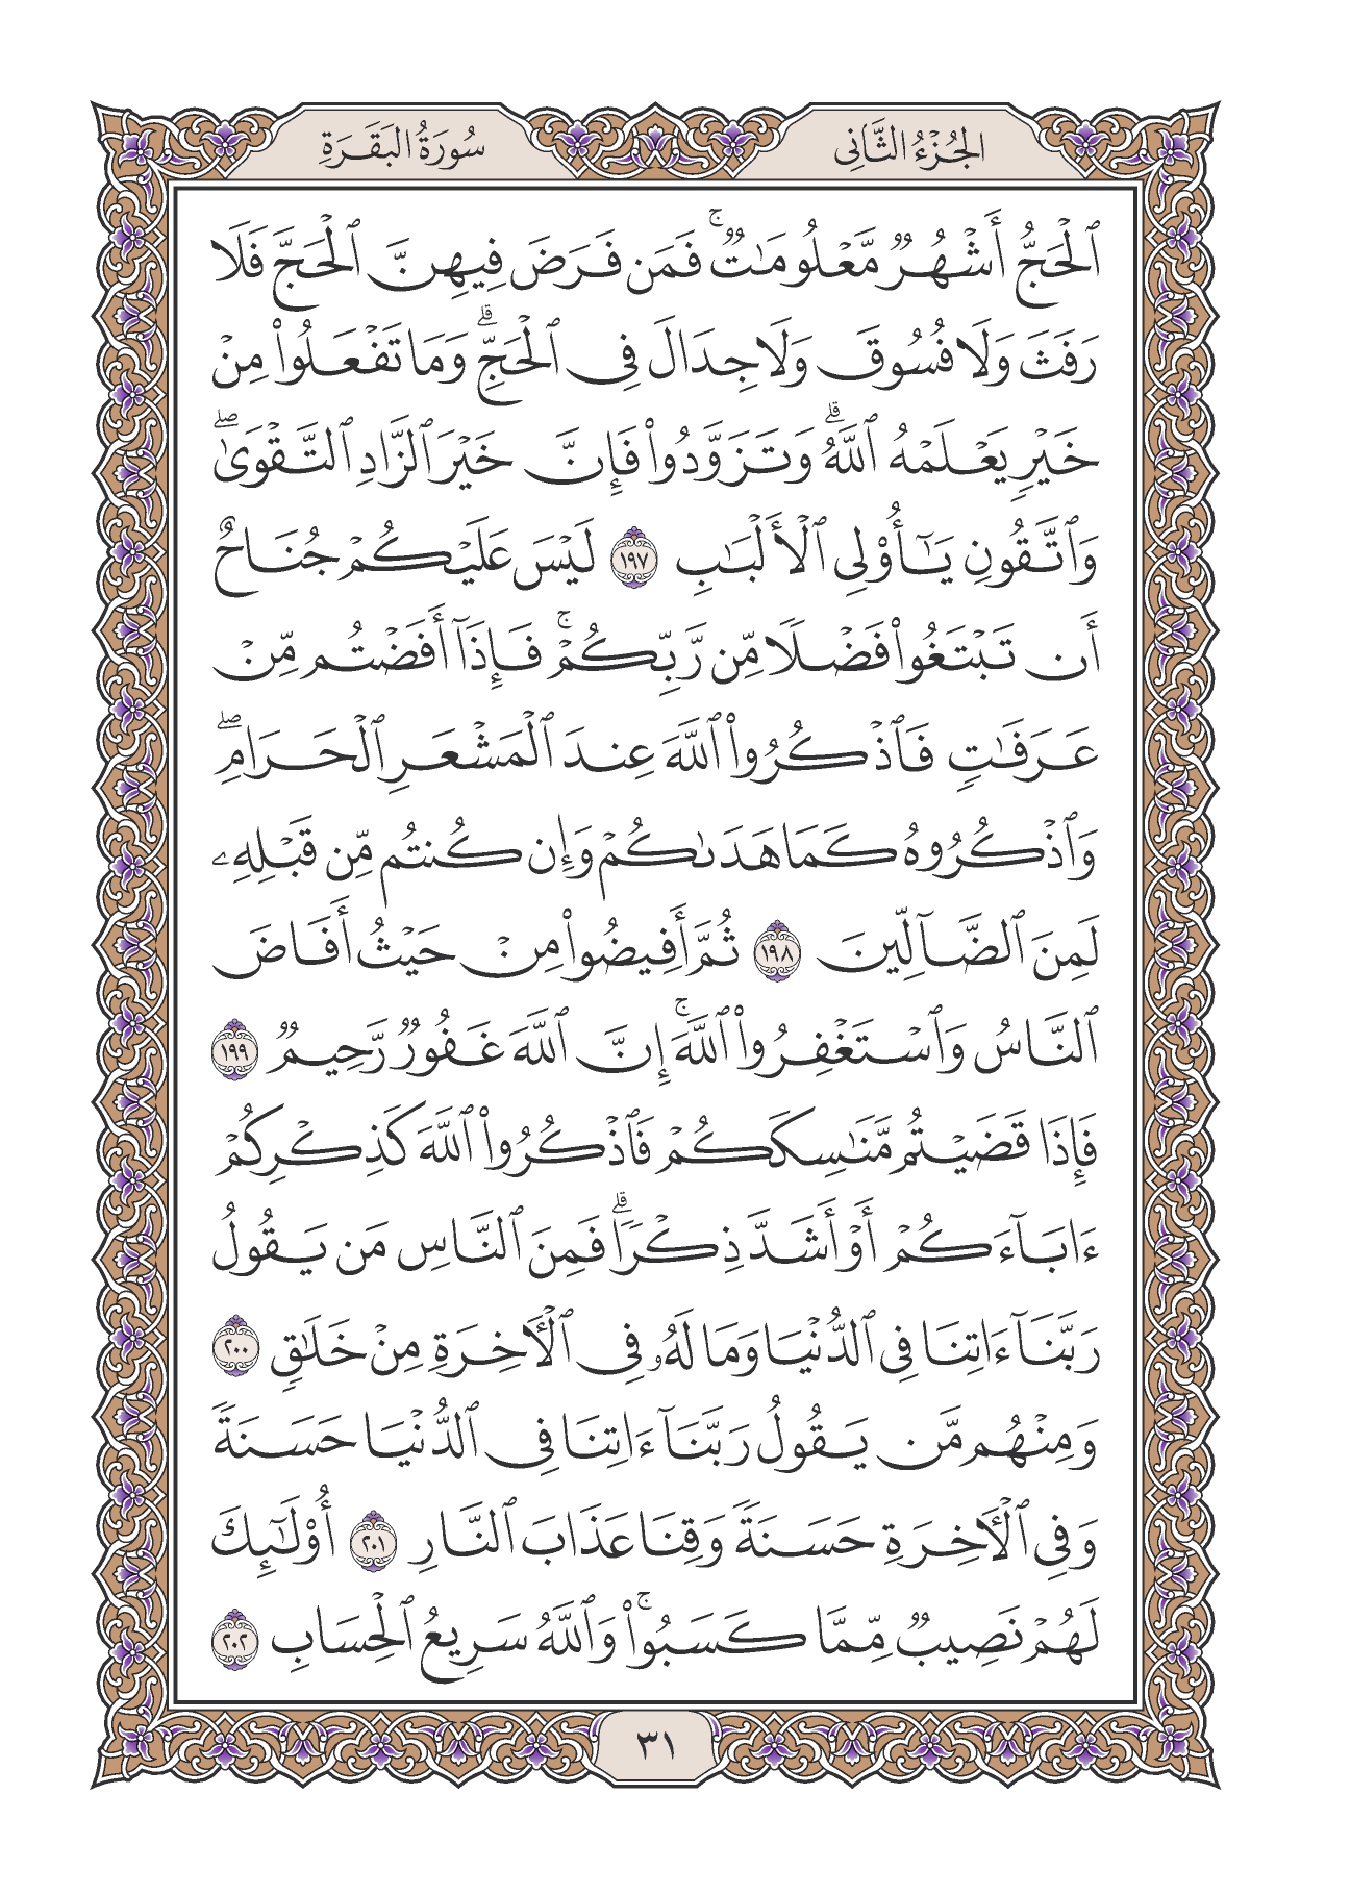 الجُزْءُ الثَّانِي
سُورَةُ البَقَرَةِ
ٱلْحَجُّ أَشْهُرٌ مَّعْلُومَٰتٌ ۚ فَمَن فَرَضَ فِيهِنَّ ٱلْحَجَّ فَلَا
رَفَثَ وَلَا فُسُوقَ وَلَا جِدَالَ فِى ٱلْحَجِّ ۗ وَمَا تَفْعَلُوا۟ مِنْ
خَيْرٍ يَعْلَمْهُ ٱللَّهُ ۗ وَتَزَوَّدُوا۟ فَإِنَّ خَيْرَ ٱلزَّادِ ٱلتَّقْوَىٰ ۖ
وَٱتَّقُونِ يَـٰٓأُو۟لِى ٱلْأَلْبَـٰبِ ١٩٧ لَيْسَ عَلَيْكُمْ جُنَاحٌ
أَن تَبْتَغُوا۟ فَضْلًا مِّن رَّبِّكُمْ ۚ فَإِذَآ أَفَضْتُم مِّنْ
عَرَفَـٰتٍ فَٱذْكُرُوا۟ ٱللَّهَ عِندَ ٱلْمَشْعَرِ ٱلْحَرَامِ ۖ
وَٱذْكُرُوهُ كَمَا هَدَىٰكُمْ وَإِن كُنتُم مِّن قَبْلِهِۦ
لَمِنَ ٱلضَّآلِّينَ ١٩٨ ثُمَّ أَفِيضُوا۟ مِنْ حَيْثُ أَفَاضَ
ٱلنَّاسُ وَٱسْتَغْفِرُوا۟ ٱللَّهَ ۚ إِنَّ ٱللَّهَ غَفُورٌ رَّحِيمٌ ١٩٩
فَإِذَا قَضَيْتُم مَّنَـٰسِكَكُمْ فَٱذْكُرُوا۟ ٱللَّهَ كَذِكْرِكُمْ
ءَابَآءَكُمْ أَوْ أَشَدَّ ذِكْرًا ۗ فَمِنَ ٱلنَّاسِ مَن يَقُولُ
رَبَّنَآ ءَاتِنَا فِى ٱلدُّنْيَا وَمَا لَهُۥ فِى ٱلْـَٔاخِرَةِ مِنْ خَلَـٰقٍ ٢٠٠
وَمِنْهُم مَّن يَقُولُ رَبَّنَآ ءَاتِنَا فِى ٱلدُّنْيَا حَسَنَةً
وَفِى ٱلْـَٔاخِرَةِ حَسَنَةً وَقِنَا عَذَابَ ٱلنَّارِ ٢٠١ أُو۟لَـٰٓئِكَ
لَهُمْ نَصِيبٌ مِّمَّا كَسَبُوا۟ ۚ وَٱللَّهُ سَرِيعُ ٱلْحِسَابِ ٢٠٢
٣١